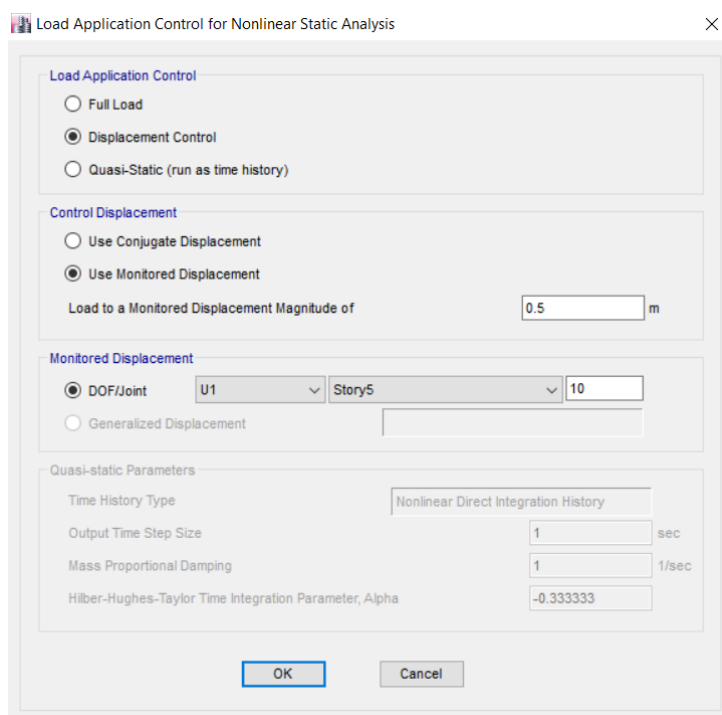 Load Application Control for Nonlinear Static Analysis
Load Application Control
Full Load
Displacement Control
Quasi-Static (run as time history)
Control Displacement
Use Conjugate Displacement
Use Monitored Displacement
Load to a Monitored Displacement Magnitude of 0.5 m
Monitored Displacement
DOF/Joint U1 Story5 10
Generalized Displacement
Quasi-static Parameters
Time History Type Nonlinear Direct Integration History
Output Time Step Size 1 sec
Mass Proportional Damping 1 1/sec
Hilber-Hughes-Taylor Time Integration Parameter, Alpha -0.333333
OK Cancel